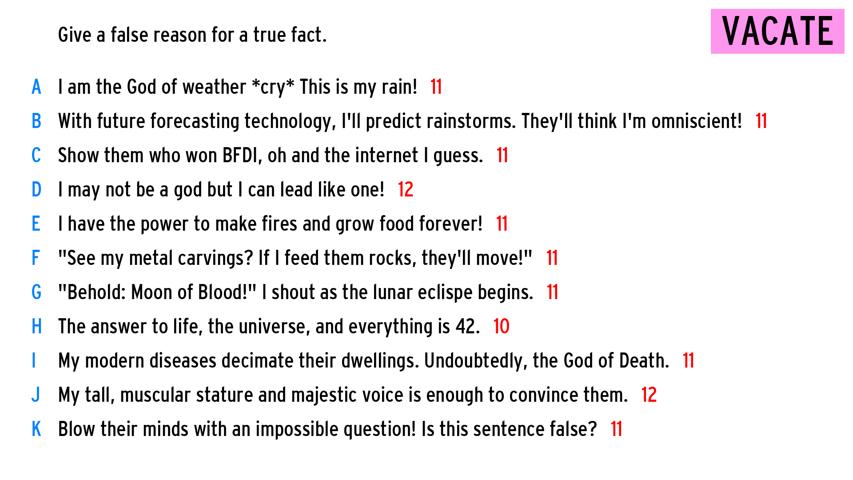 Give a false reason for a true fact.
VACATE
A I am the God of weather *cry* This is my rain! 11
B With future forecasting technology, I'll predict rainstorms. They'll think I'm omniscient! 11
C Show them who won BFDI, oh and the internet I guess. 11
D I may not be a god but I can lead like one! 12
E I have the power to make fires and grow food forever! 11
F "See my metal carvings? If I feed them rocks, they'll move!" 11
G "Behold: Moon of Blood!" I shout as the lunar eclispe begins. 11
H The answer to life, the universe, and everything is 42. 10
I My modern diseases decimate their dwellings. Undoubtedly, the God of Death. 11
J My tall, muscular stature and majestic voice is enough to convince them. 12
K Blow their minds with an impossible question! Is this sentence false? 11